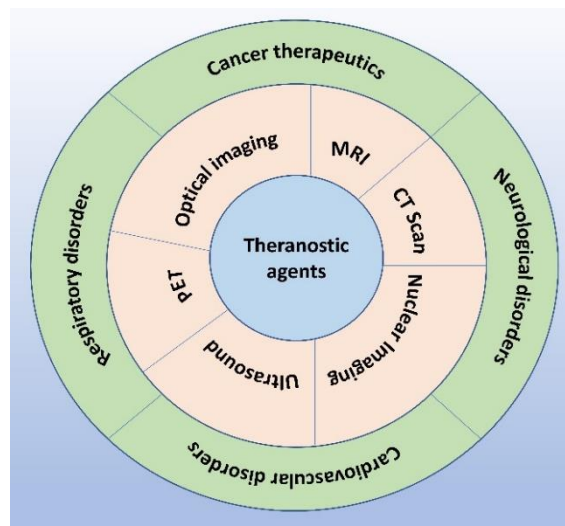 Cancer therapeutics
Neurological disorders
Cardiovascular disorders
Respiratory disorders
Optical imaging
MRI
CT Scan
Nuclear Imaging
Ultrasound
PET
Theranostic
agents